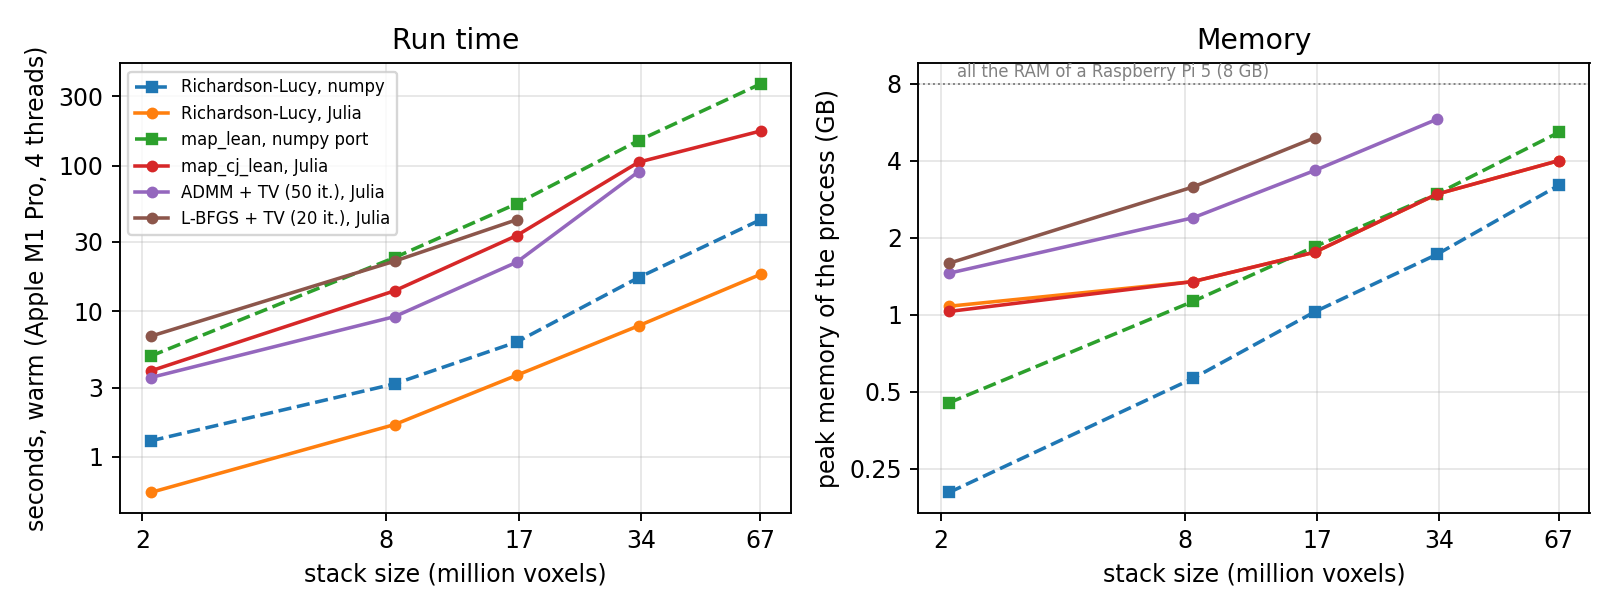 Run time
seconds, warm (Apple M1 Pro, 4 threads)
300
100
30
10
3
1
Richardson-Lucy, numpy
Richardson-Lucy, Julia
map_lean, numpy port
map_cj_lean, Julia
ADMM + TV (50 it.), Julia
L-BFGS + TV (20 it.), Julia
2
8
17
34
67
stack size (million voxels)
Memory
peak memory of the process (GB)
all the RAM of a Raspberry Pi 5 (8 GB)
8
4
2
1
0.5
0.25
2
8
17
34
67
stack size (million voxels)